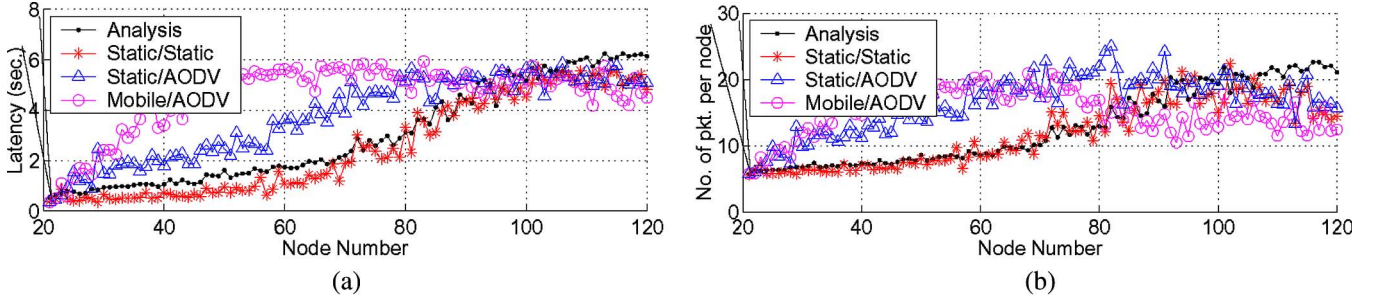 8
6
4
2
0
Latency (sec.)
Analysis
Static/Static
Static/AODV
Mobile/AODV
20 40 60 80 100 120
Node Number
(a)
30
20
10
0
No. of pkt. per node
Analysis
Static/Static
Static/AODV
Mobile/AODV
20 40 60 80 100 120
Node Number
(b)